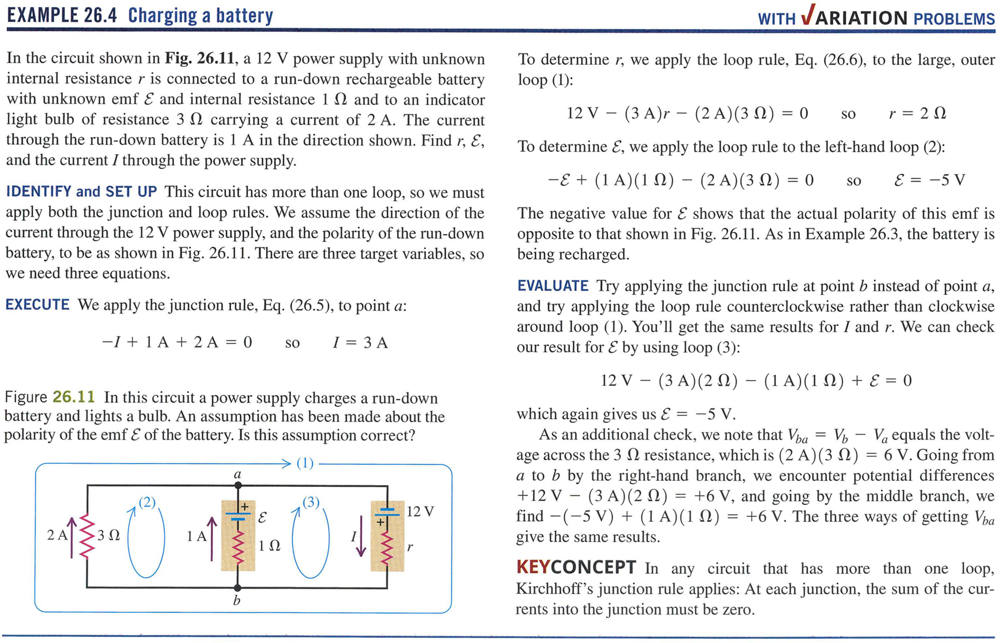 EXAMPLE 26.4 Charging a battery
WITH VARIATION PROBLEMS
In the circuit shown in Fig. 26.11, a 12 V power supply with unknown
internal resistance r is connected to a run-down rechargeable battery
with unknown emf ℰ and internal resistance 1 Ω and to an indicator
light bulb of resistance 3 Ω carrying a current of 2 A. The current
through the run-down battery is 1 A in the direction shown. Find r, ℰ,
and the current I through the power supply.
IDENTIFY and SET UP This circuit has more than one loop, so we must
apply both the junction and loop rules. We assume the direction of the
current through the 12 V power supply, and the polarity of the run-down
battery, to be as shown in Fig. 26.11. There are three target variables, so
we need three equations.
EXECUTE We apply the junction rule, Eq. (26.5), to point a:
−I + 1 A + 2 A = 0 so I = 3 A
Figure 26.11 In this circuit a power supply charges a run-down
battery and lights a bulb. An assumption has been made about the
polarity of the emf ℰ of the battery. Is this assumption correct?
(1)
a
(2)
+
ℰ
(3)
12 V
+
2 A
3 Ω
1 A
1 Ω
I
r
b
To determine r, we apply the loop rule, Eq. (26.6), to the large, outer
loop (1):
12 V − (3 A)r − (2 A)(3 Ω) = 0 so r = 2 Ω
To determine ℰ, we apply the loop rule to the left-hand loop (2):
−ℰ + (1 A)(1 Ω) − (2 A)(3 Ω) = 0 so ℰ = −5 V
The negative value for ℰ shows that the actual polarity of this emf is
opposite to that shown in Fig. 26.11. As in Example 26.3, the battery is
being recharged.
EVALUATE Try applying the junction rule at point b instead of point a,
and try applying the loop rule counterclockwise rather than clockwise
around loop (1). You’ll get the same results for I and r. We can check
our result for ℰ by using loop (3):
12 V − (3 A)(2 Ω) − (1 A)(1 Ω) + ℰ = 0
which again gives us ℰ = −5 V.
As an additional check, we note that Vba = Vb − Va equals the volt-
age across the 3 Ω resistance, which is (2 A)(3 Ω) = 6 V. Going from
a to b by the right-hand branch, we encounter potential differences
+12 V − (3 A)(2 Ω) = +6 V, and going by the middle branch, we
find −(−5 V) + (1 A)(1 Ω) = +6 V. The three ways of getting Vba
give the same results.
KEYCONCEPT In any circuit that has more than one loop,
Kirchhoff’s junction rule applies: At each junction, the sum of the cur-
rents into the junction must be zero.